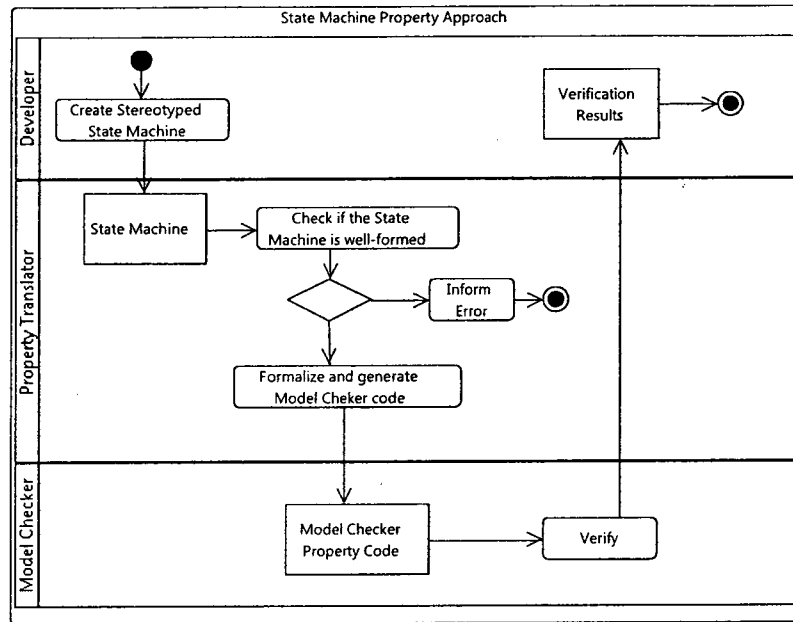 State Machine Property Approach
Developer
Create Stereotyped
State Machine
Verification
Results
Property Translator
State Machine
Check if the State
Machine is well-formed
Inform
Error
Formalize and generate
Model Cheker code
Model Checker
Model Checker
Property Code
Verify